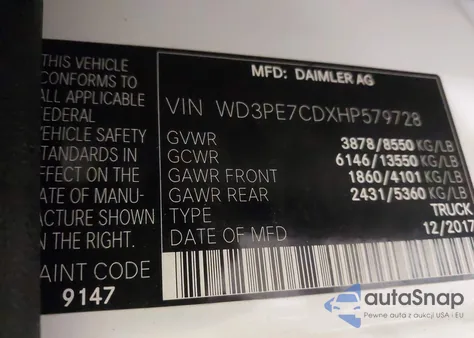 THIS VEHICLE
CONFORMS TO
FEDERAL
VEHICLE SAFETY
STANDARDS IN
EFFECT ON THE
DATE OF MANU-
FACTURE SHOWN
ON THE RIGHT.
PAINT CODE
9147
MFD: DAIMLER AG
VIN WD3PE7CDXHP579728
GVWR 3878/8550 KG/LB
GCWR 6146/13550 KG/LB
GAWR FRONT 1860/4101 KG/LB
GAWR REAR 2431/5360 KG/LB
TYPE TRUCK
DATE OF MFD 12/2017
autaSnap
Pewne auta z aukcji USA i EU